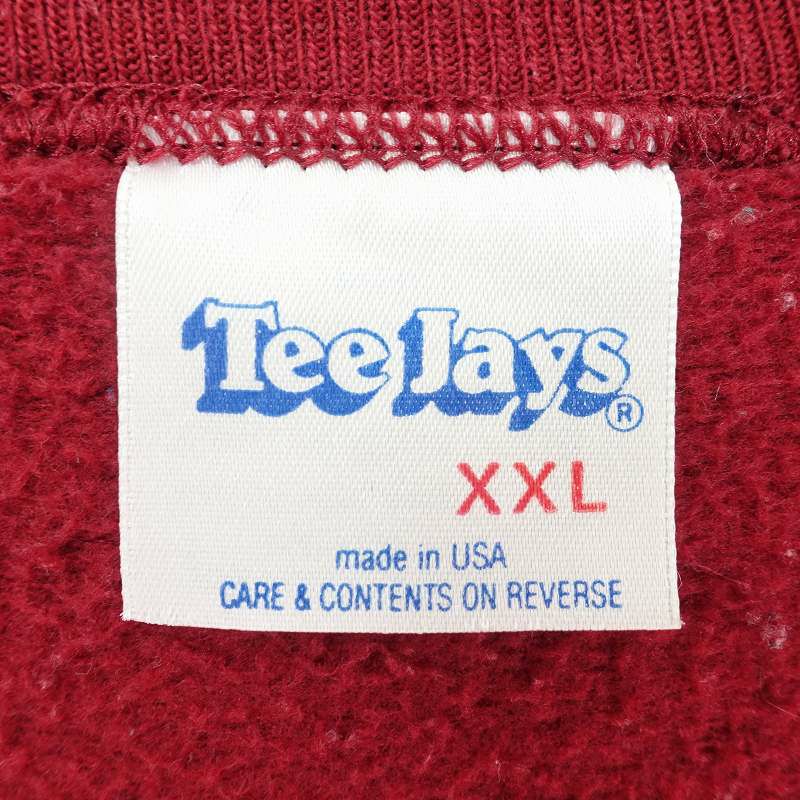 Tee Jays ®
XXL
made in USA
CARE & CONTENTS ON REVERSE